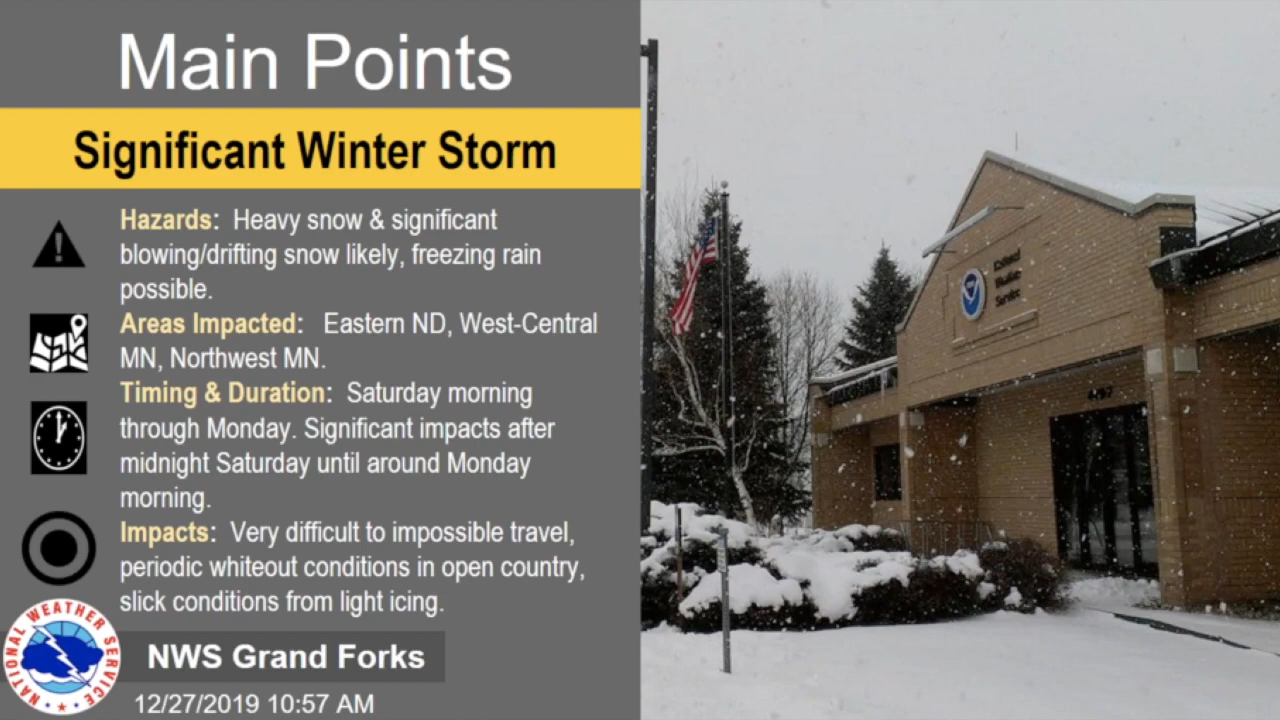 Main Points
Significant Winter Storm
Hazards: Heavy snow & significant
blowing/drifting snow likely, freezing rain
possible.
Areas Impacted: Eastern ND, West-Central
MN, Northwest MN.
Timing & Duration: Saturday morning
through Monday. Significant impacts after
midnight Saturday until around Monday
morning.
Impacts: Very difficult to impossible travel,
periodic whiteout conditions in open country,
slick conditions from light icing.
NATIONAL WEATHER SERVICE
NWS Grand Forks
12/27/2019 10:57 AM
National
Weather
Service